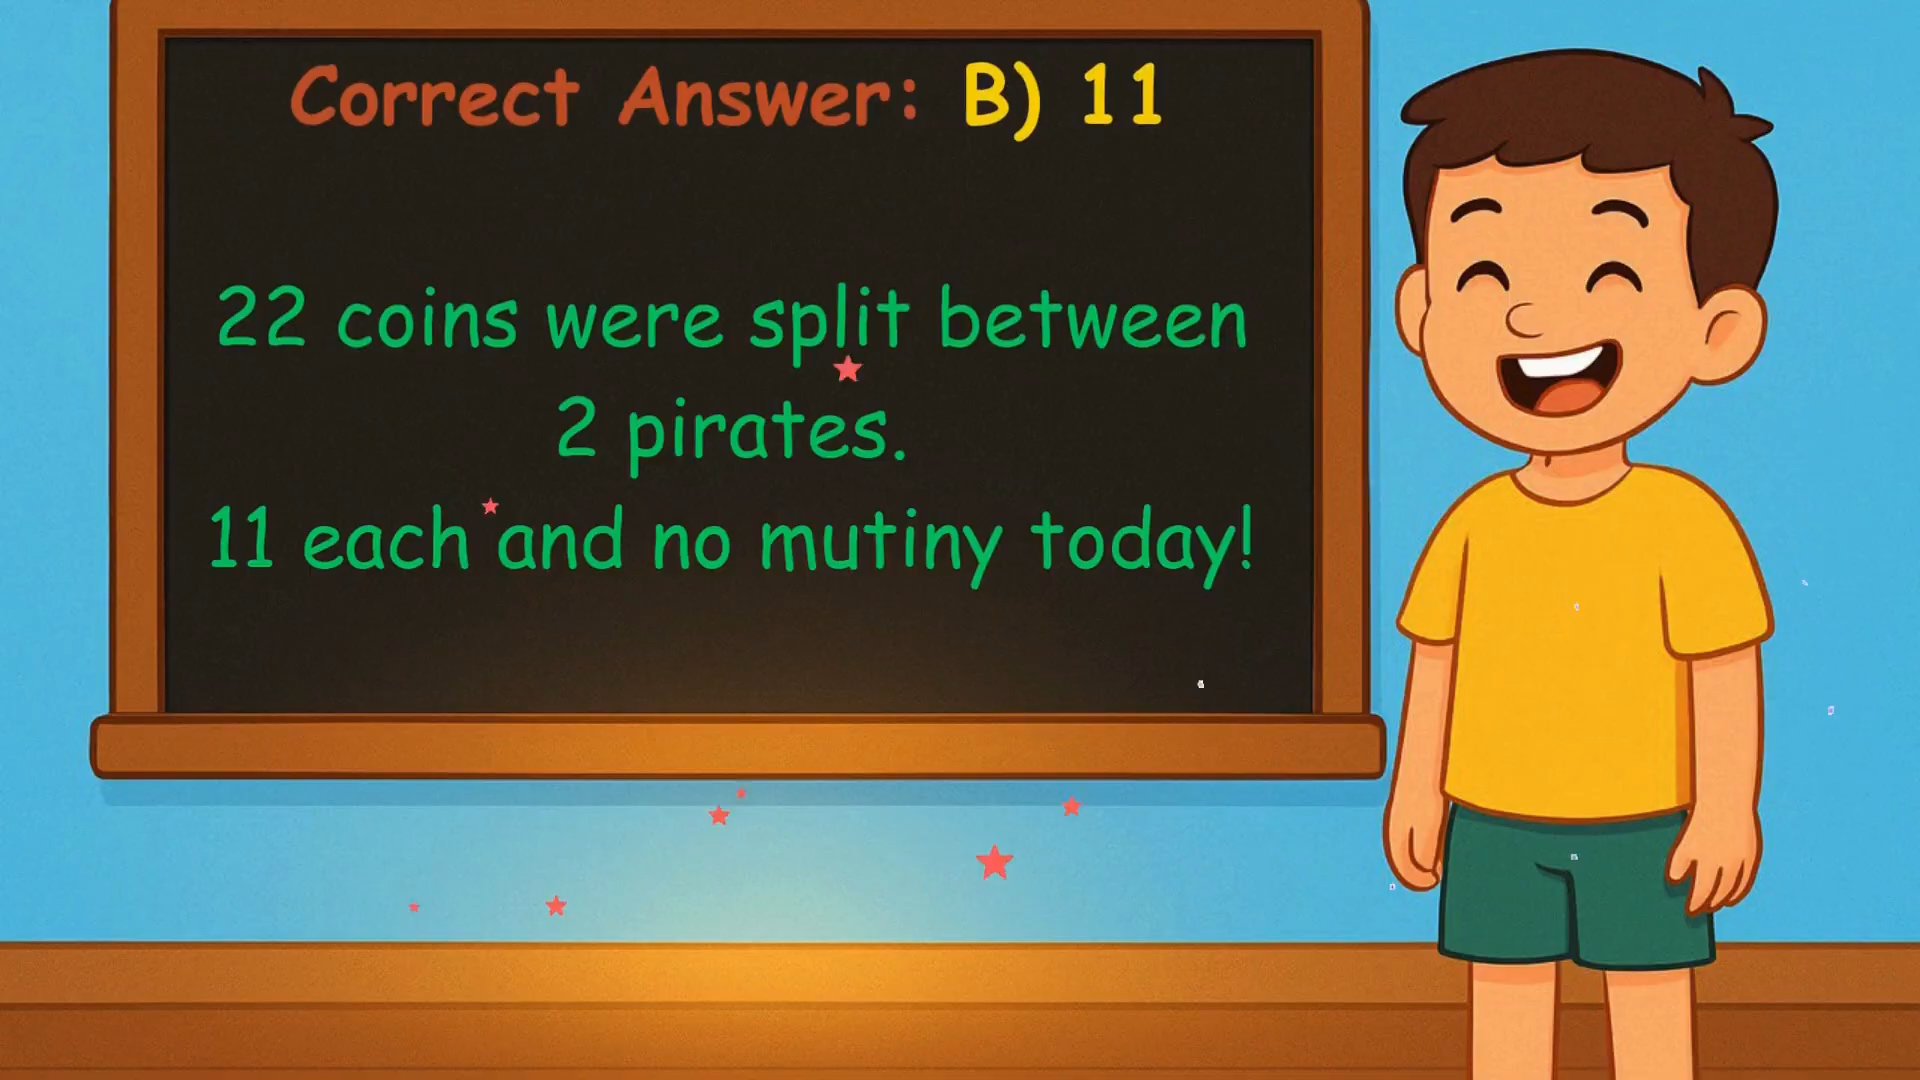 Correct Answer: B) 11
22 coins were split between
2 pirates.
11 each and no mutiny today!